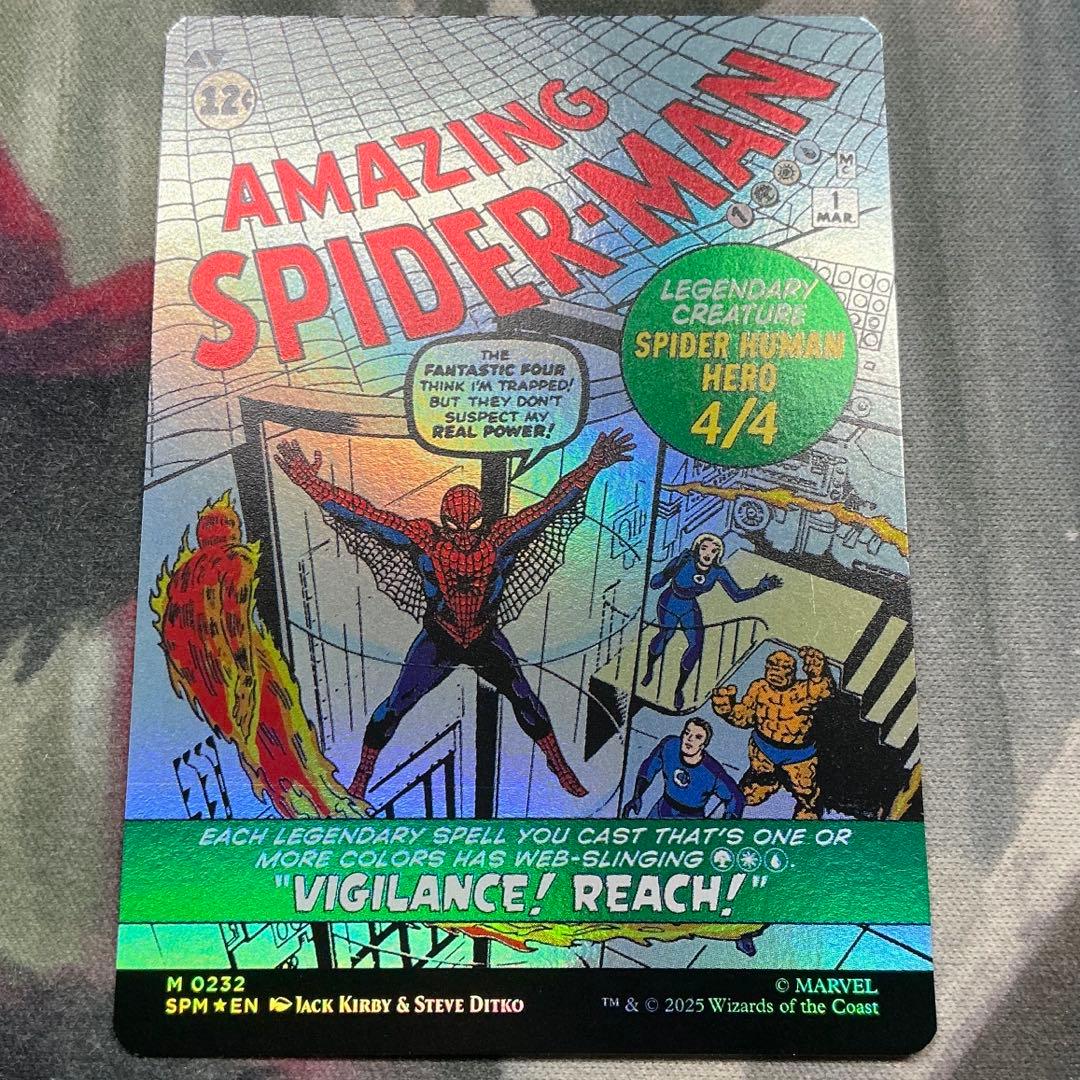 12¢
AMAZING
SPIDER-MAN
M
C
1
1
MAR.
LEGENDARY
CREATURE
SPIDER HUMAN
HERO
4/4
THE
FANTASTIC FOUR
THINK I'M TRAPPED!
BUT THEY DON'T
SUSPECT MY
REAL POWER!
4
EACH LEGENDARY SPELL YOU CAST THAT'S ONE OR
MORE COLORS HAS WEB-SLINGING .
"VIGILANCE! REACH!"
M 0232
SPM★EN JACK KIRBY & STEVE DITKO
© MARVEL
™ & © 2025 Wizards of the Coast